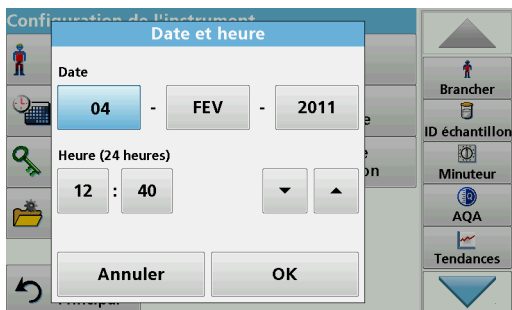 Configuration de l'instrument
Date et heure
Date
04 - FEV - 2011
Heure (24 heures)
12 : 40
Annuler
OK
Principal
Brancher
ID échantillon
Minuteur
AQA
Tendances